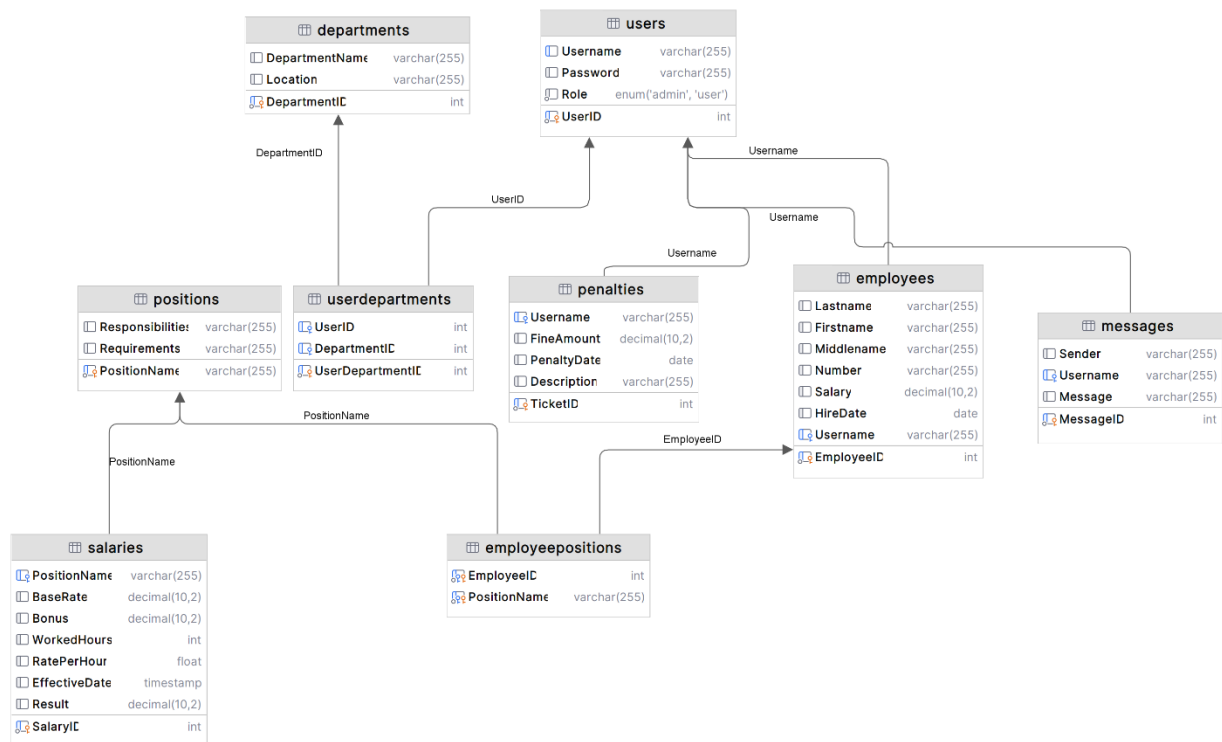 departments
DepartmentName varchar(255)
Location varchar(255)
DepartmentID int
users
Username varchar(255)
Password varchar(255)
Role enum('admin', 'user')
UserID int
DepartmentID
UserID
Username
Username
Username
positions
Responsibilities varchar(255)
Requirements varchar(255)
PositionName varchar(255)
userdepartments
UserID int
DepartmentID int
UserDepartmentID int
penalties
Username varchar(255)
FineAmount decimal(10,2)
PenaltyDate date
Description varchar(255)
TicketID int
employees
Lastname varchar(255)
Firstname varchar(255)
Middlename varchar(255)
Number varchar(255)
Salary decimal(10,2)
HireDate date
Username varchar(255)
EmployeeID int
messages
Sender varchar(255)
Username varchar(255)
Message varchar(255)
MessageID int
PositionName
PositionName
EmployeeID
salaries
PositionName varchar(255)
BaseRate decimal(10,2)
Bonus decimal(10,2)
WorkedHours int
RatePerHour float
EffectiveDate timestamp
Result decimal(10,2)
SalaryID int
employeepositions
EmployeeID int
PositionName varchar(255)